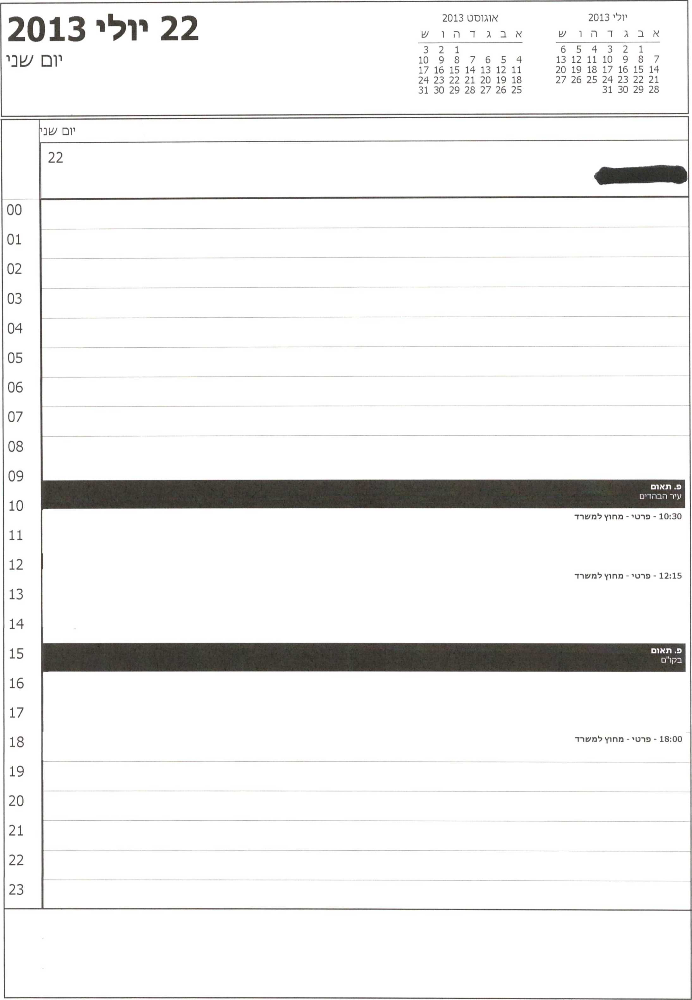 22 יולי 2013
יום שני
יולי 2013
א ב ג ד ה ו ש
1 2 3 4 5 6
7 8 9 10 11 12 13
14 15 16 17 18 19 20
21 22 23 24 25 26 27
28 29 30 31
אוגוסט 2013
א ב ג ד ה ו ש
1 2 3
4 5 6 7 8 9 10
11 12 13 14 15 16 17
18 19 20 21 22 23 24
25 26 27 28 29 30 31
יום שני
22
00
01
02
03
04
05
06
07
08
09
פ. תאום
עיר הבהדים
10
10:30 - פרטי - מחוץ למשרד
11
12
12:15 - פרטי - מחוץ למשרד
13
14
פ. תאום
בקו"ם
15
16
17
18:00 - פרטי - מחוץ למשרד
18
19
20
21
22
23